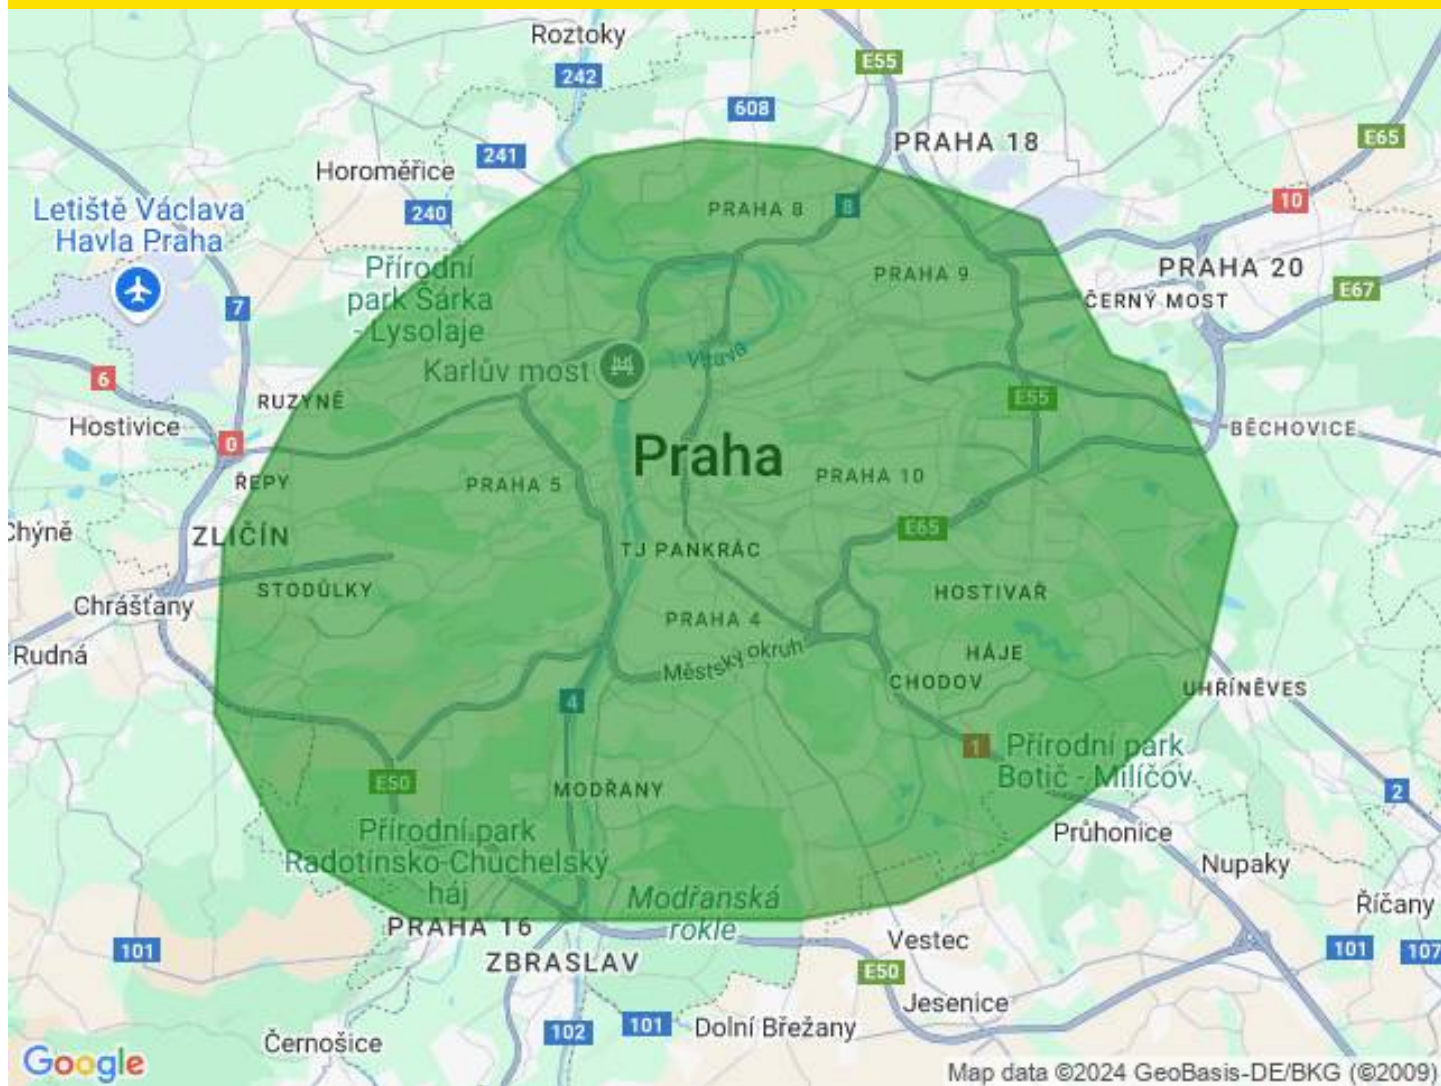 Roztoky
242
E55
608
PRAHA 18
E65
241
Horoměřice
Letiště Václava
Havla Praha
240
PRAHA 8
8
10
Přírodní
park Šárka
- Lysolaje
PRAHA 9
PRAHA 20
E67
ČERNÝ MOST
7
Vltava
Karlův most
6
RUZYNĚ
E55
Hostivice
0
BĚCHOVICE
Praha
ŘEPY
PRAHA 5
PRAHA 10
Chýně
ZLIČÍN
E65
TJ PANKRÁC
STODŮLKY
HOSTIVAŘ
Chrášťany
PRAHA 4
Rudná
Městský okruh
HÁJE
CHODOV
UHŘÍNĚVES
4
1
Přírodní park
Botič - Milíčov
E50
MODŘANY
2
Přírodní park
Radotínsko-Chuchelský
háj
Průhonice
Nupaky
Modřanská
rokle
Říčany
PRAHA 16
Vestec
101
101
107
ZBRASLAV
E50
Jesenice
102
101
Dolní Břežany
Černošice
Google
Map data ©2024 GeoBasis-DE/BKG (©2009)